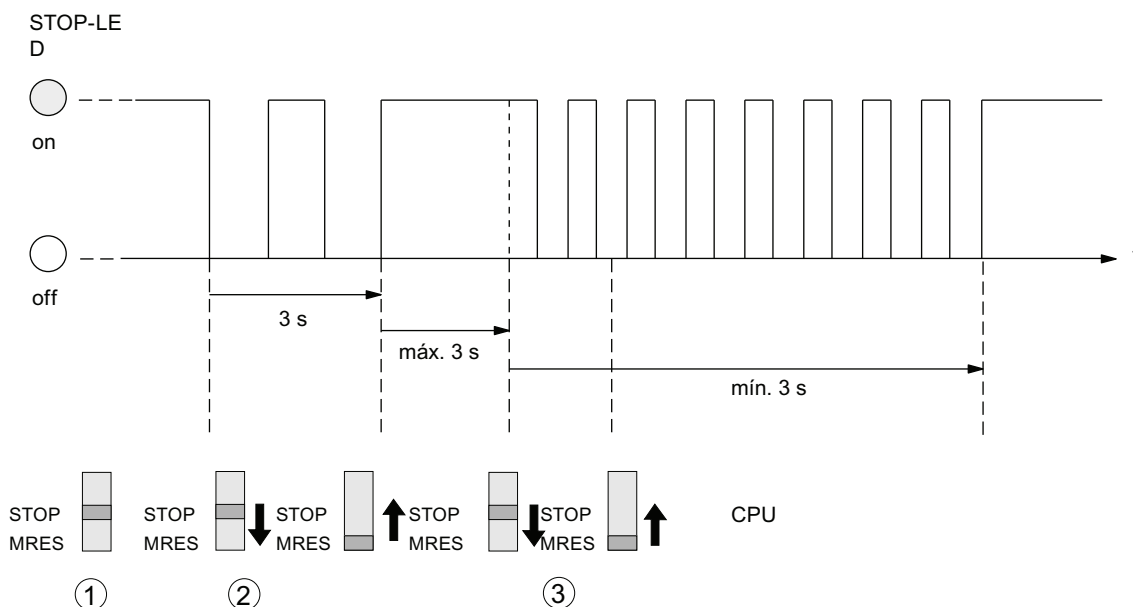 STOP-LE
D
on
off
3 s
máx. 3 s
mín. 3 s
STOP STOP STOP STOP STOP CPU
MRES MRES MRES MRES MRES
1 2 3